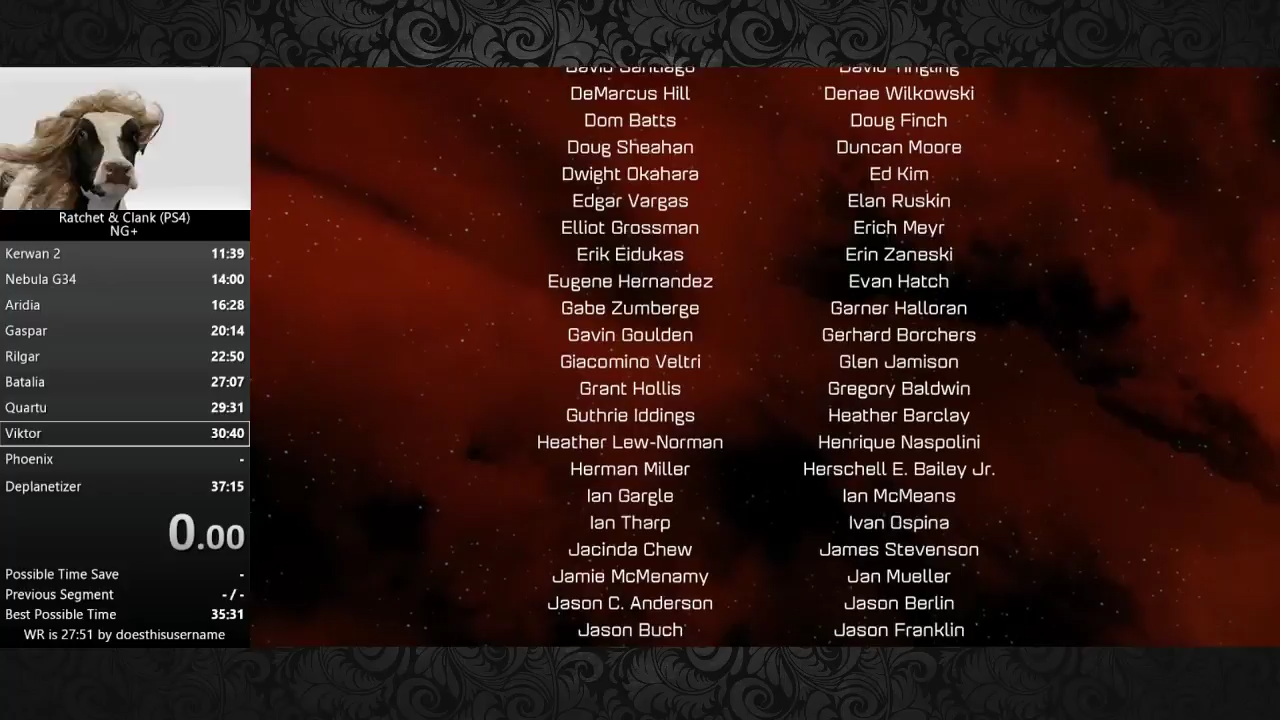 Ratchet & Clank (PS4)
NG+
Kerwan 2 11:39
Nebula G34 14:00
Aridia 16:28
Gaspar 20:14
Rilgar 22:50
Batalia 27:07
Quartu 29:31
Viktor 30:40
Phoenix -
Deplanetizer 37:15
0.00
Possible Time Save -
Previous Segment - / -
Best Possible Time 35:31
WR is 27:51 by doesthisusername
David Santiago David Tingling
DeMarcus Hill Denae Wilkowski
Dom Batts Doug Finch
Doug Sheahan Duncan Moore
Dwight Okahara Ed Kim
Edgar Vargas Elan Ruskin
Elliot Grossman Erich Meyr
Erik Eidukas Erin Zaneski
Eugene Hernandez Evan Hatch
Gabe Zumberge Garner Halloran
Gavin Goulden Gerhard Borchers
Giacomino Veltri Glen Jamison
Grant Hollis Gregory Baldwin
Guthrie Iddings Heather Barclay
Heather Lew-Norman Henrique Naspolini
Herman Miller Herschell E. Bailey Jr.
Ian Gargle Ian McMeans
Ian Tharp Ivan Ospina
Jacinda Chew James Stevenson
Jamie McMenamy Jan Mueller
Jason C. Anderson Jason Berlin
Jason Buch Jason Franklin